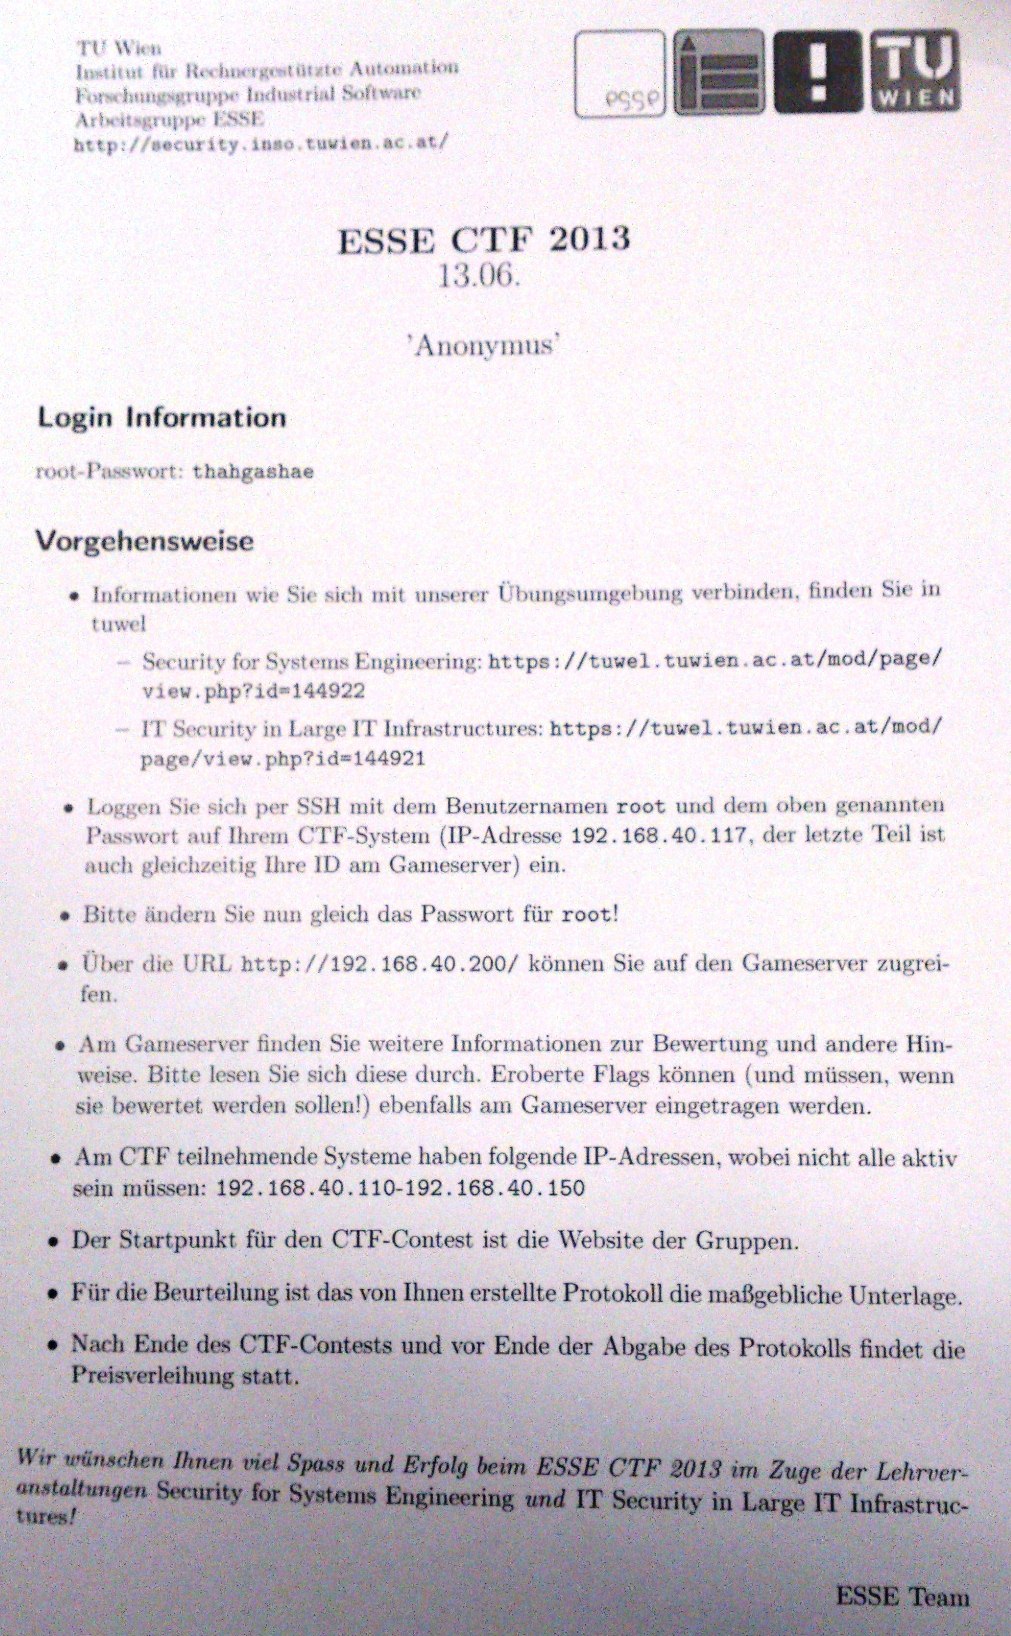 TU Wien
Institut für Rechnergestützte Automation
Forschungsgruppe Industrial Software
Arbeitsgruppe ESSE
http://security.inso.tuwien.ac.at/
esse
!
TU
WIEN
ESSE CTF 2013
13.06.
'Anonymus'
Login Information
root-Passwort: thahgashae
Vorgehensweise
• Informationen wie Sie sich mit unserer Übungsumgebung verbinden, finden Sie in
tuwel
– Security for Systems Engineering: https://tuwel.tuwien.ac.at/mod/page/
view.php?id=144922
– IT Security in Large IT Infrastructures: https://tuwel.tuwien.ac.at/mod/
page/view.php?id=144921
• Loggen Sie sich per SSH mit dem Benutzernamen root und dem oben genannten
Passwort auf Ihrem CTF-System (IP-Adresse 192.168.40.117, der letzte Teil ist
auch gleichzeitig Ihre ID am Gameserver) ein.
• Bitte ändern Sie nun gleich das Passwort für root!
• Über die URL http://192.168.40.200/ können Sie auf den Gameserver zugrei-
fen.
• Am Gameserver finden Sie weitere Informationen zur Bewertung und andere Hin-
weise. Bitte lesen Sie sich diese durch. Eroberte Flags können (und müssen, wenn
sie bewertet werden sollen!) ebenfalls am Gameserver eingetragen werden.
• Am CTF teilnehmende Systeme haben folgende IP-Adressen, wobei nicht alle aktiv
sein müssen: 192.168.40.110-192.168.40.150
• Der Startpunkt für den CTF-Contest ist die Website der Gruppen.
• Für die Beurteilung ist das von Ihnen erstellte Protokoll die maßgebliche Unterlage.
• Nach Ende des CTF-Contests und vor Ende der Abgabe des Protokolls findet die
Preisverleihung statt.
Wir wünschen Ihnen viel Spass und Erfolg beim ESSE CTF 2013 im Zuge der Lehrver-
anstaltungen Security for Systems Engineering und IT Security in Large IT Infrastruc-
tures!
ESSE Team